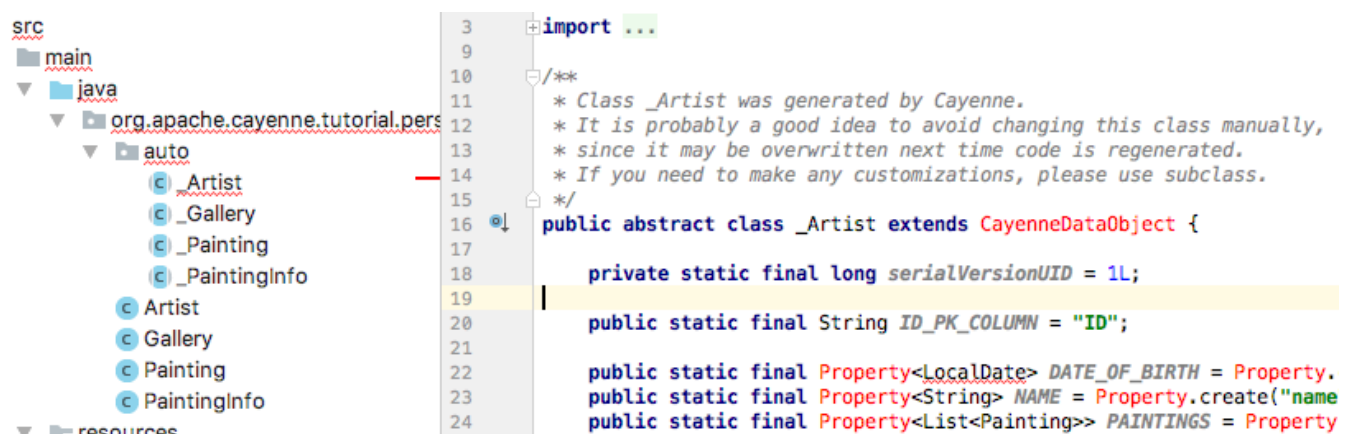 src
main
java
org.apache.cayenne.tutorial.pers
auto
_Artist
_Gallery
_Painting
_PaintingInfo
Artist
Gallery
Painting
PaintingInfo
resources
3 import ...
9
10 /**
11 * Class _Artist was generated by Cayenne.
12 * It is probably a good idea to avoid changing this class manually,
13 * since it may be overwritten next time code is regenerated.
14 * If you need to make any customizations, please use subclass.
15 */
16 public abstract class _Artist extends CayenneDataObject {
17
18 private static final long serialVersionUID = 1L;
19
20 public static final String ID_PK_COLUMN = "ID";
21
22 public static final Property<LocalDate> DATE_OF_BIRTH = Property.
23 public static final Property<String> NAME = Property.create("name
24 public static final Property<List<Painting>> PAINTINGS = Property